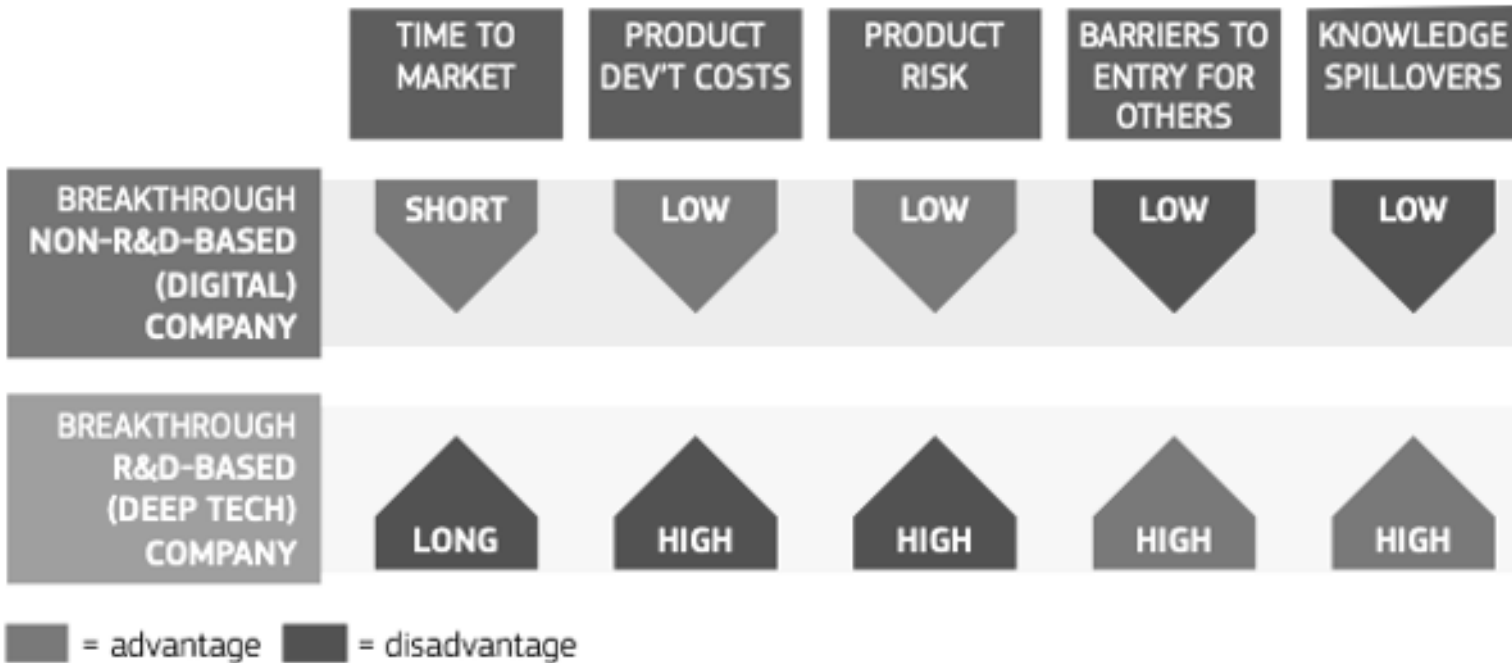 TIME TO
MARKET
PRODUCT
DEV'T COSTS
PRODUCT
RISK
BARRIERS TO
ENTRY FOR
OTHERS
KNOWLEDGE
SPILLOVERS
BREAKTHROUGH
NON-R&D-BASED
(DIGITAL)
COMPANY
SHORT
LOW
LOW
LOW
LOW
BREAKTHROUGH
R&D-BASED
(DEEP TECH)
COMPANY
LONG
HIGH
HIGH
HIGH
HIGH
= advantage
= disadvantage